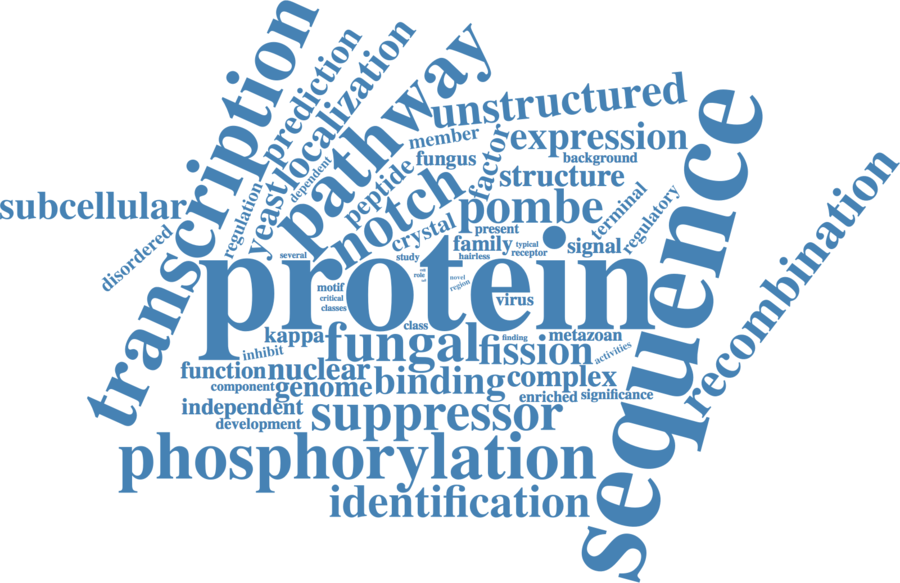 transcription
prediction
localization
pathway
unstructured
sequence
member
factor
expression
background
fungus
peptide
structure
dependent
yeast
regulation
subcellular
disordered
notch
pombe
terminal
regulatory
recombination
crystal
present
family
typical
receptor
signal
several
study
hairless
protein
role
novel
region
motif
critical
classes
virus
class
kappa
fungal
finding
metazoan
fission
activities
inhibit
function
nuclear
component
genome
binding
complex
enriched
significance
independent
development
suppressor
phosphorylation
identification